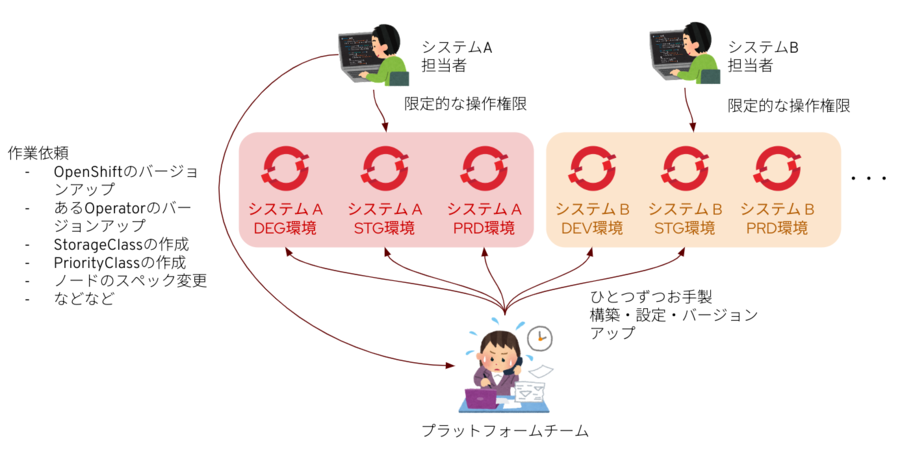 システムA
担当者
限定的な操作権限
システムB
担当者
限定的な操作権限
作業依頼
- OpenShiftのバージョ
ンアップ
- あるOperatorのバー
ジョンアップ
- StorageClassの作成
- PriorityClassの作成
- ノードのスペック変更
- などなど
システムA
DEG環境
システムA
STG環境
システムA
PRD環境
システムB
DEV環境
システムB
STG環境
システムB
PRD環境
・・・
ひとつずつお手製
構築・設定・バージョン
アップ
プラットフォームチーム